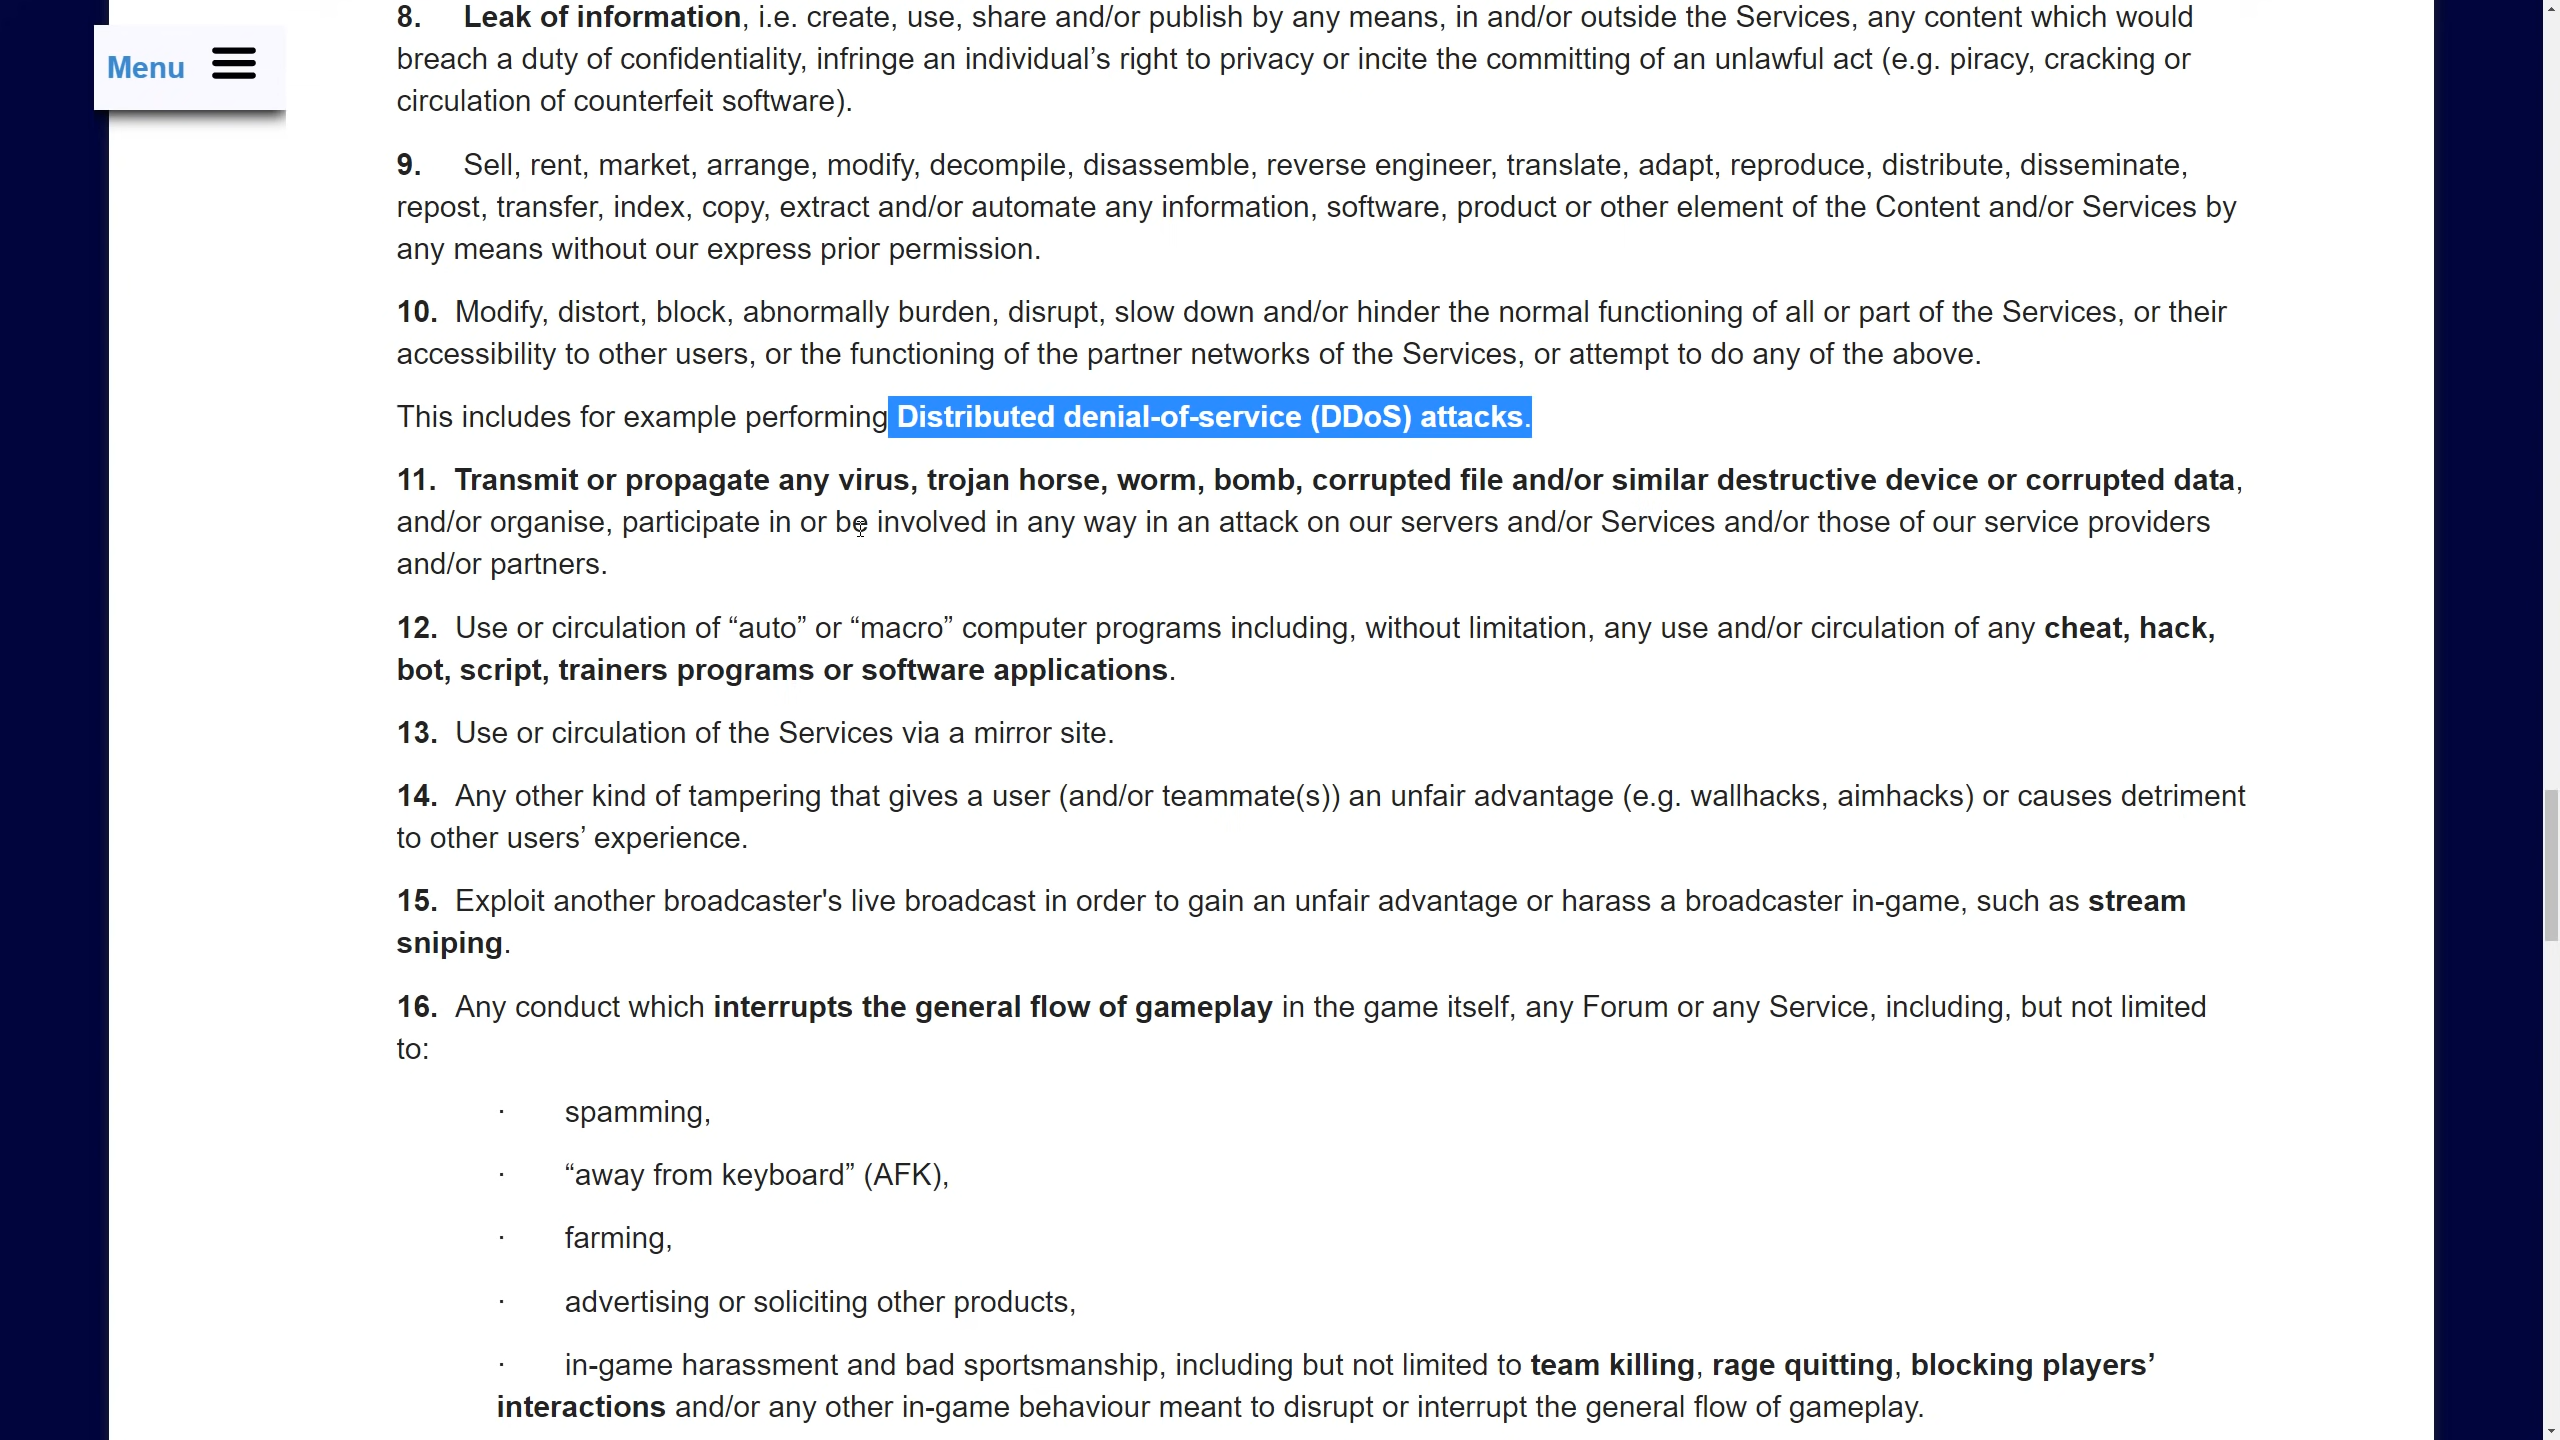 Menu
8. Leak of information, i.e. create, use, share and/or publish by any means, in and/or outside the Services, any content which would
breach a duty of confidentiality, infringe an individual’s right to privacy or incite the committing of an unlawful act (e.g. piracy, cracking or
circulation of counterfeit software).
9. Sell, rent, market, arrange, modify, decompile, disassemble, reverse engineer, translate, adapt, reproduce, distribute, disseminate,
repost, transfer, index, copy, extract and/or automate any information, software, product or other element of the Content and/or Services by
any means without our express prior permission.
10. Modify, distort, block, abnormally burden, disrupt, slow down and/or hinder the normal functioning of all or part of the Services, or their
accessibility to other users, or the functioning of the partner networks of the Services, or attempt to do any of the above.
This includes for example performing Distributed denial-of-service (DDoS) attacks.
11. Transmit or propagate any virus, trojan horse, worm, bomb, corrupted file and/or similar destructive device or corrupted data,
and/or organise, participate in or be involved in any way in an attack on our servers and/or Services and/or those of our service providers
and/or partners.
12. Use or circulation of “auto” or “macro” computer programs including, without limitation, any use and/or circulation of any cheat, hack,
bot, script, trainers programs or software applications.
13. Use or circulation of the Services via a mirror site.
14. Any other kind of tampering that gives a user (and/or teammate(s)) an unfair advantage (e.g. wallhacks, aimhacks) or causes detriment
to other users’ experience.
15. Exploit another broadcaster's live broadcast in order to gain an unfair advantage or harass a broadcaster in-game, such as stream
sniping.
16. Any conduct which interrupts the general flow of gameplay in the game itself, any Forum or any Service, including, but not limited
to:
· spamming,
· “away from keyboard” (AFK),
· farming,
· advertising or soliciting other products,
· in-game harassment and bad sportsmanship, including but not limited to team killing, rage quitting, blocking players’
interactions and/or any other in-game behaviour meant to disrupt or interrupt the general flow of gameplay.